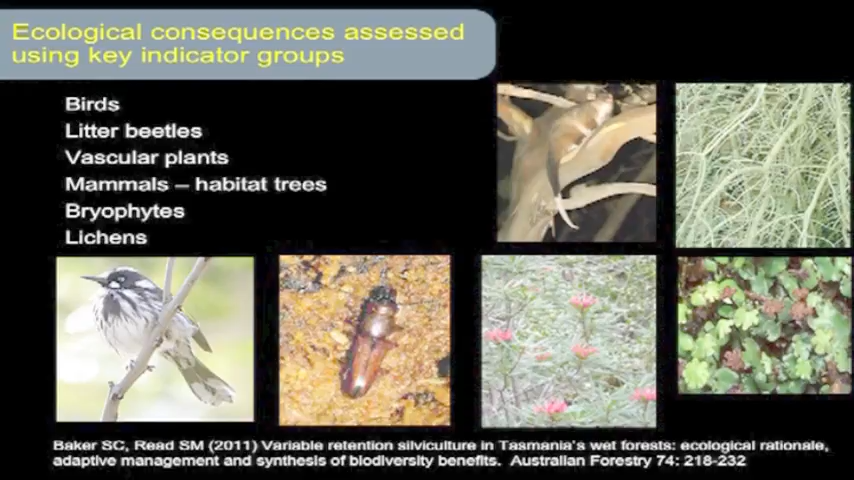 Ecological consequences assessed
using key indicator groups
Birds
Litter beetles
Vascular plants
Mammals – habitat trees
Bryophytes
Lichens
Baker SC, Read SM (2011) Variable retention silviculture in Tasmania's wet forests: ecological rationale,
adaptive management and synthesis of biodiversity benefits. Australian Forestry 74: 218-232